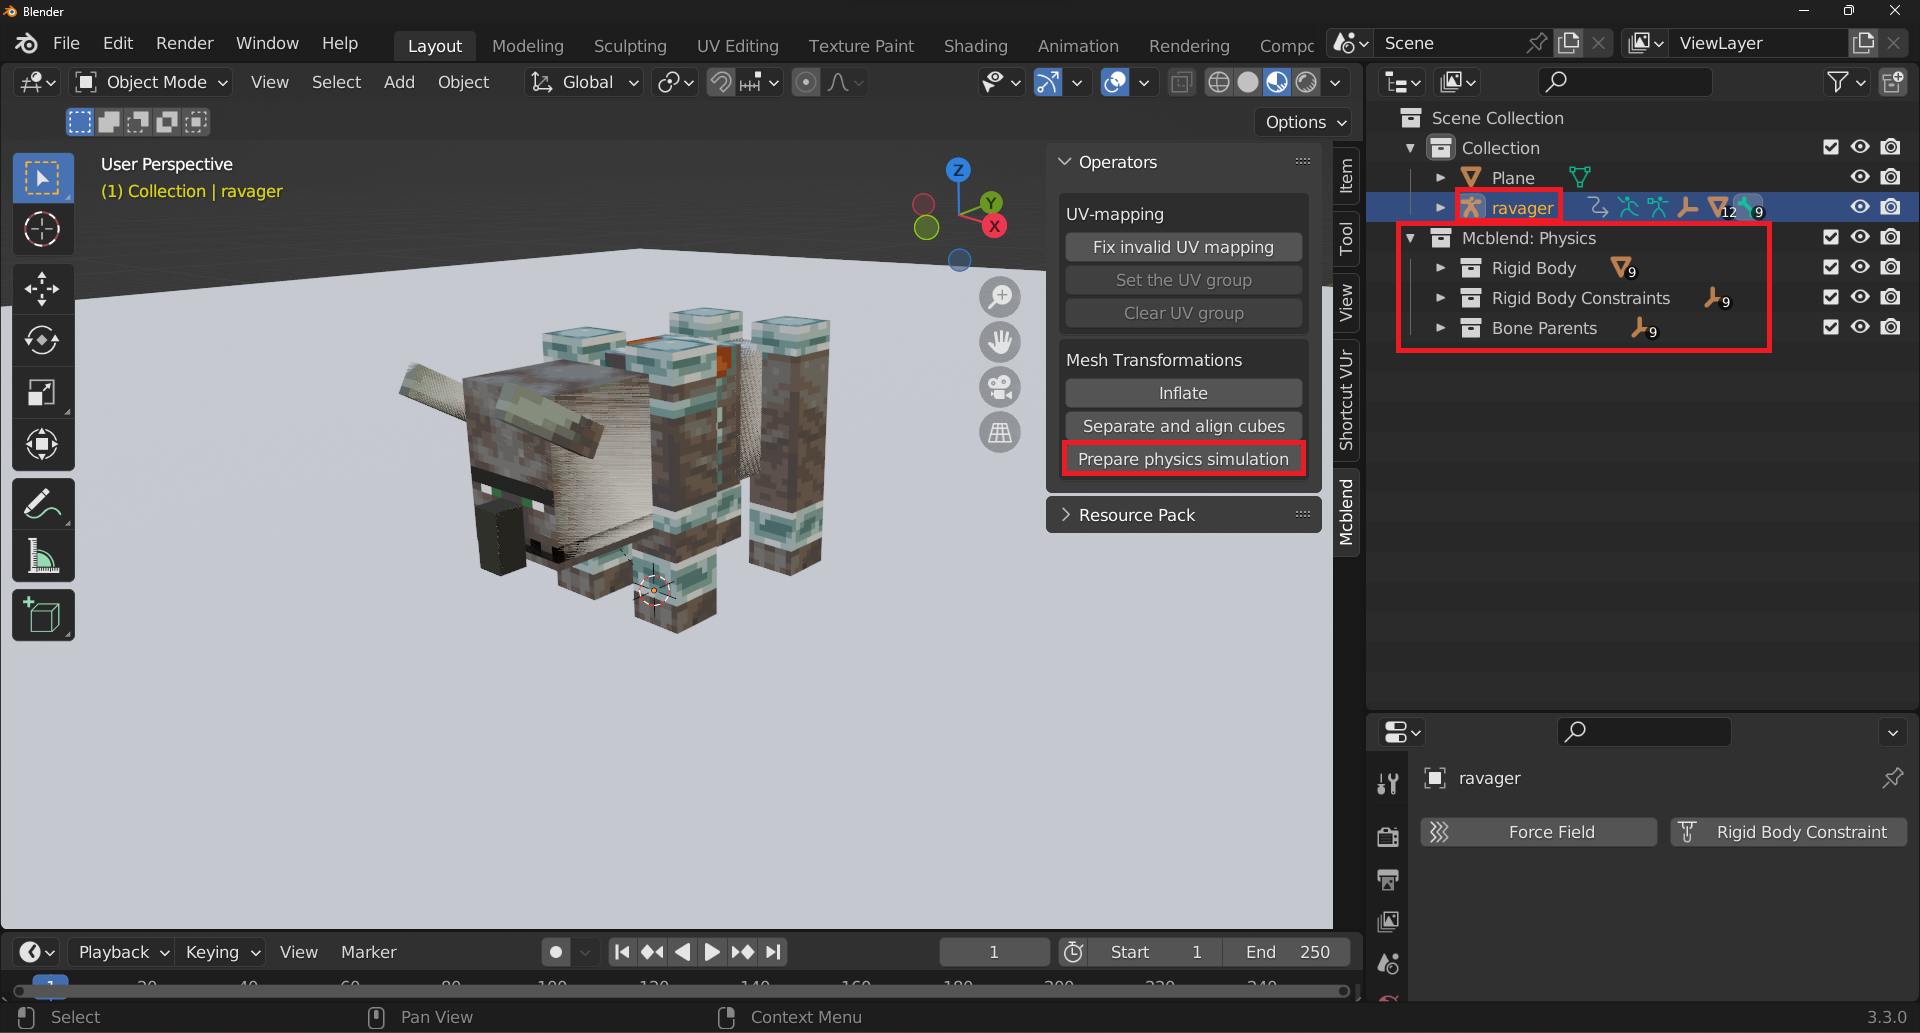 Blender
File Edit Render Window Help Layout Modeling Sculpting UV Editing Texture Paint Shading Animation Rendering Compc Scene ViewLayer
Object Mode View Select Add Object Global
Options
User Perspective
(1) Collection | ravager
Z
Y
X
Operators
UV-mapping
Fix invalid UV mapping
Set the UV group
Clear UV group
Mesh Transformations
Inflate
Separate and align cubes
Prepare physics simulation
Resource Pack
Item
Tool
View
Shortcut VUr
Mcblend
Scene Collection
Collection
Plane
ravager 12 9
Mcblend: Physics
Rigid Body 9
Rigid Body Constraints 9
Bone Parents 9
ravager
Force Field Rigid Body Constraint
Playback Keying View Marker 1 Start 1 End 250
1 20 40 60 80 100 120 140 160 180 200 220 240
Select Pan View Context Menu 3.3.0